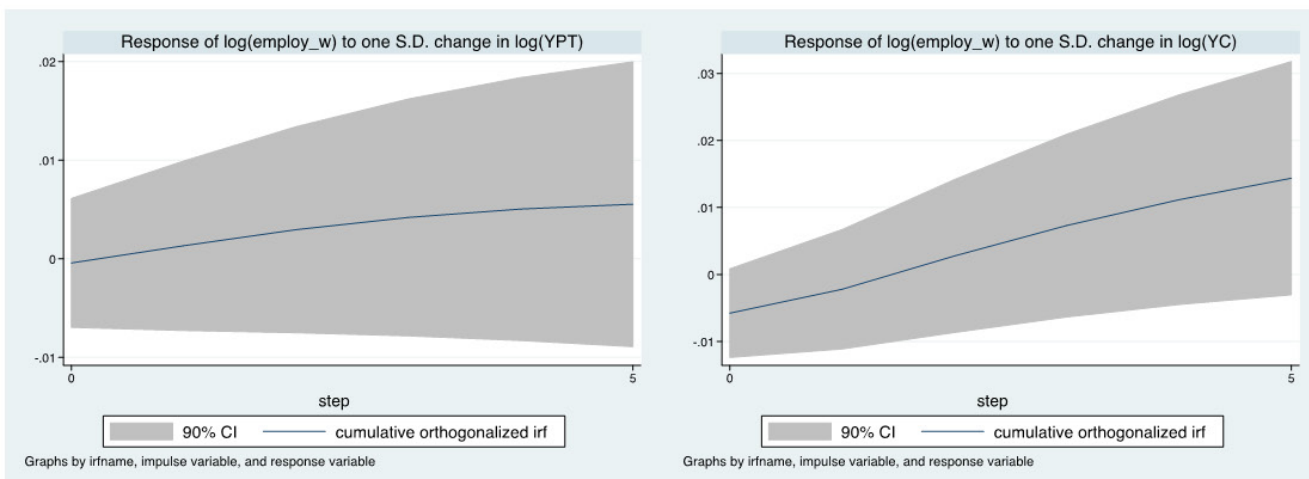 Response of log(employ_w) to one S.D. change in log(YPT)
.02
.01
0
-.01
0
5
step
90% CI
cumulative orthogonalized irf
Graphs by irfname, impulse variable, and response variable
Response of log(employ_w) to one S.D. change in log(YC)
.03
.02
.01
0
-.01
0
5
step
90% CI
cumulative orthogonalized irf
Graphs by irfname, impulse variable, and response variable